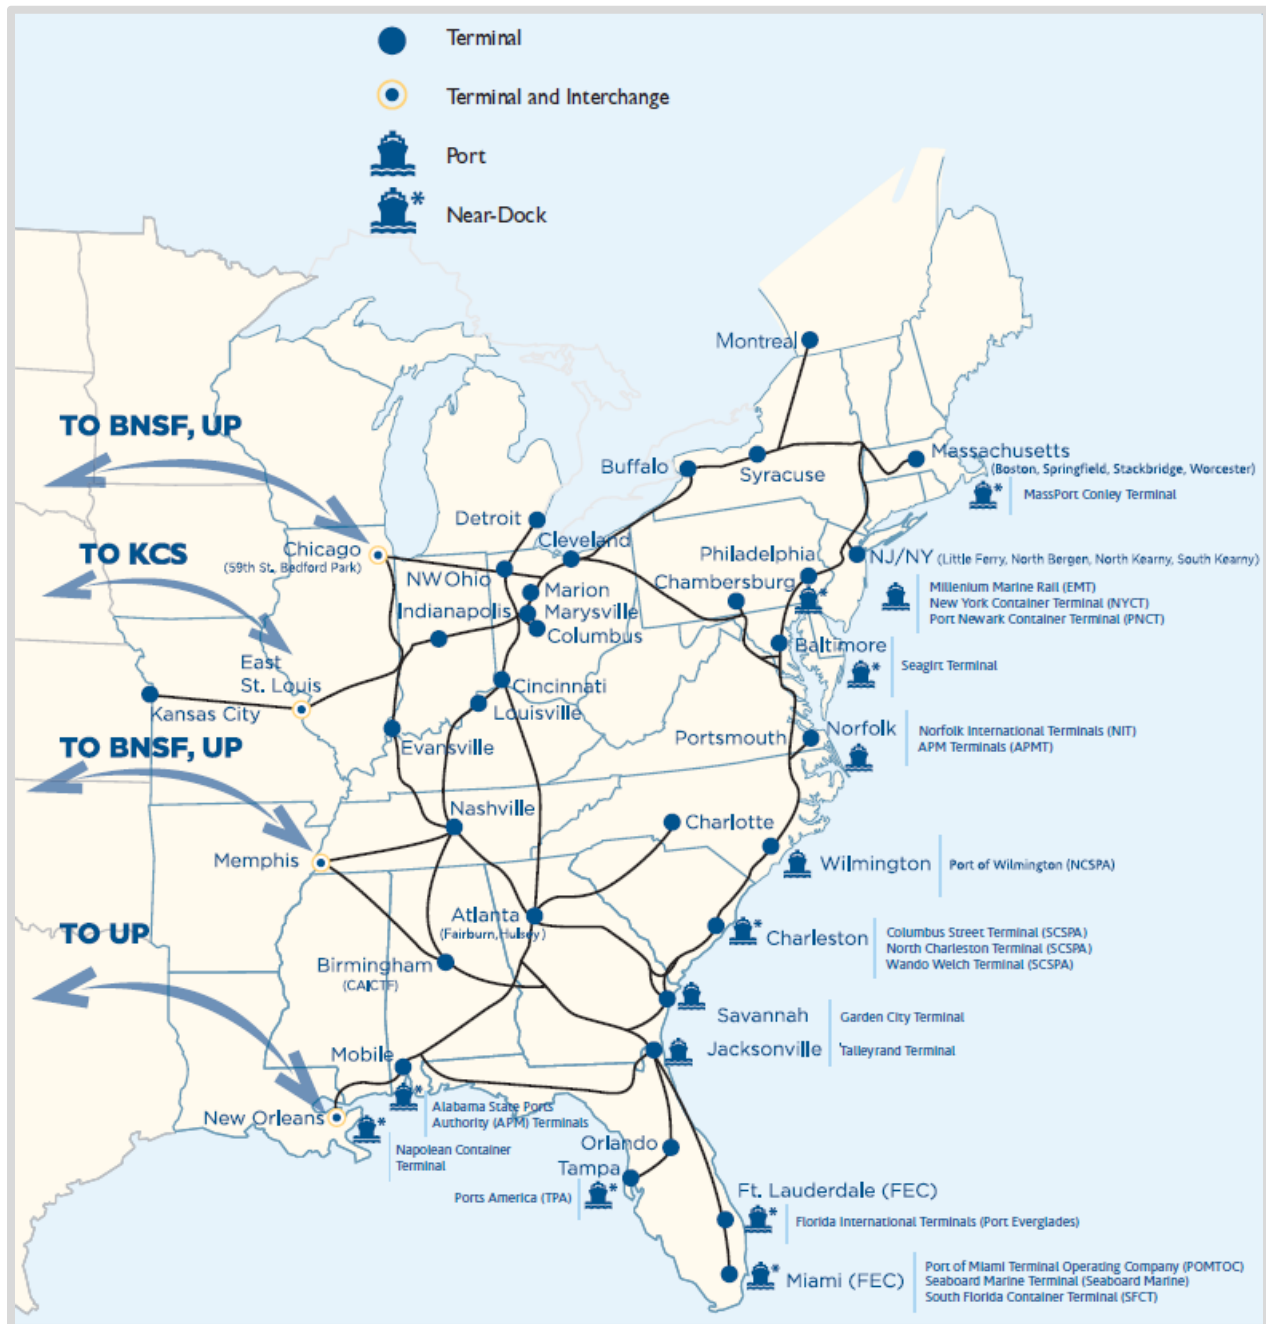 Terminal
Terminal and Interchange
Port
*
Near-Dock
Montreal
TO BNSF, UP
Buffalo
Syracuse
Massachusetts
(Boston, Springfield, Stackbridge, Worcester)
*
MassPort Conley Terminal
Detroit
Cleveland
TO KCS
Chicago
(59th St. Bedford Park)
NW Ohio
Marion
Indianapolis
Marysville
Columbus
Philadelphia
Chambersburg
*
NJ/NY (Little Ferry, North Bergen, North Kearny, South Kearny)
Millenium Marine Rail (EMT)
New York Container Terminal (NYCT)
Port Newark Container Terminal (PNCT)
Baltimore
*
Seagirt Terminal
East
St. Louis
Kansas City
Cincinnati
Louisville
Evansville
Portsmouth
Norfolk
Norfolk International Terminals (NIT)
APM Terminals (APMT)
TO BNSF, UP
Nashville
Charlotte
Memphis
Wilmington
Port of Wilmington (NCSPA)
Atlanta
(Fairburn, Hulsey)
*
Charleston
Columbus Street Terminal (SCSPA)
North Charleston Terminal (SCSPA)
Wando Welch Terminal (SCSPA)
TO UP
Birmingham
(CAICTF)
Savannah
Garden City Terminal
Jacksonville
'Talleyrand Terminal
Mobile
*
Alabama State Ports
Authority (APM) Terminals
New Orleans
*
Napolean Container
Terminal
Orlando
Tampa
*
Ports America (TPA)
Ft. Lauderdale (FEC)
*
Florida International Terminals (Port Everglades)
*
Miami (FEC)
Port of Miami Terminal Operating Company (POMTOC)
Seaboard Marine Terminal (Seaboard Marine)
South Florida Container Terminal (SFCT)